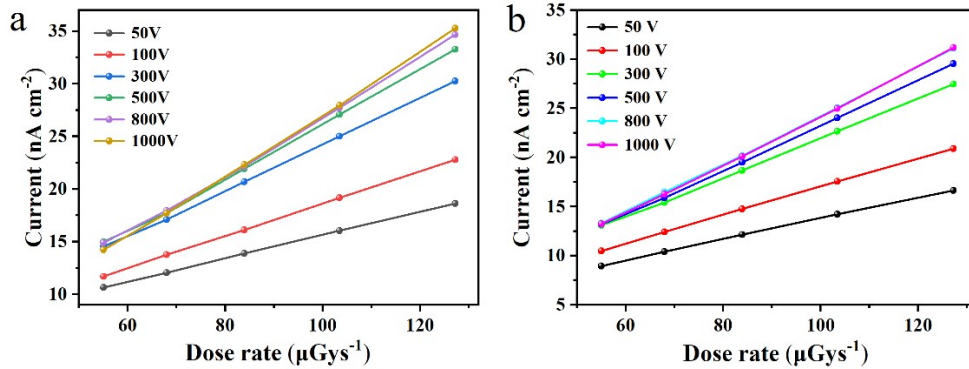 a
Current (nA cm⁻²)
35
30
25
20
15
10
50V
100V
300V
500V
800V
1000V
60
80
100
120
Dose rate (μGys⁻¹)
b
Current (nA cm⁻²)
35
30
25
20
15
10
5
50 V
100 V
300 V
500 V
800 V
1000 V
60
80
100
120
Dose rate (μGys⁻¹)